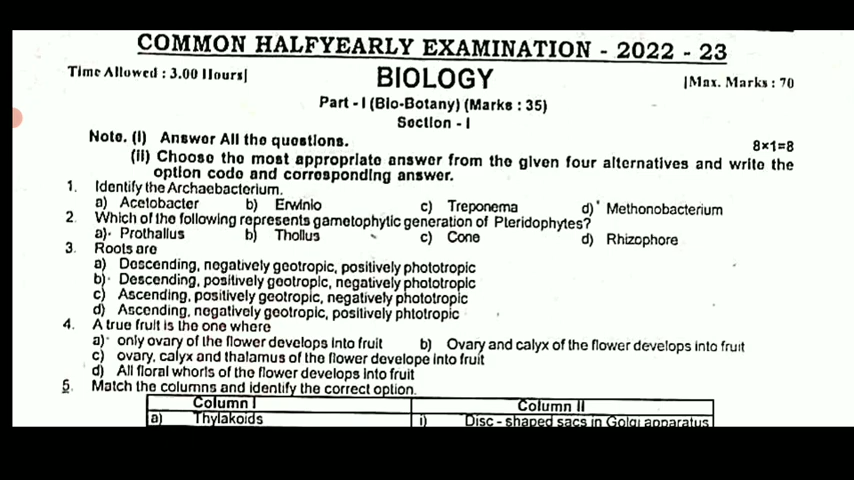 COMMON HALFYEARLY EXAMINATION - 2022 - 23
Time Allowed : 3.00 Hours] BIOLOGY [Max. Marks : 70
Part - I (Bio-Botany) (Marks : 35)
Section - I
Note. (i) Answer All the questions. 8×1=8
(ii) Choose the most appropriate answer from the given four alternatives and write the
option code and corresponding answer.
1. Identify the Archaebacterium.
a) Acetobacter b) Erwinio c) Treponema d) Methonobacterium
2. Which of the following represents gametophytic generation of Pteridophytes?
a) Prothallus b) Thollus c) Cone d) Rhizophore
3. Roots are
a) Descending, negatively geotropic, positively phototropic
b) Descending, positively geotropic, negatively phototropic
c) Ascending, positively geotropic, negatively phototropic
d) Ascending, negatively geotropic, positively phtotropic
4. A true fruit is the one where
a) only ovary of the flower develops into fruit b) Ovary and calyx of the flower develops into fruit
c) ovary, calyx and thalamus of the flower develope into fruit
d) All floral whorls of the flower develops into fruit
5. Match the columns and identify the correct option.
Column I Column II
a) Thylakoids i) Disc - shaped sacs in Golgi apparatus